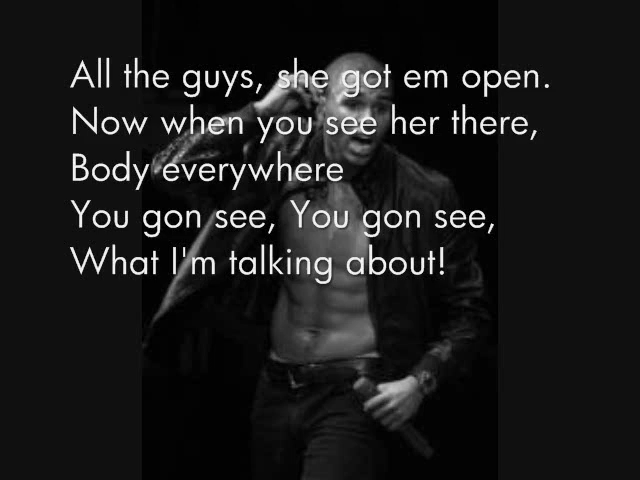 All the guys, she got em open.
Now when you see her there,
Body everywhere
You gon see, You gon see,
What I'm talking about!